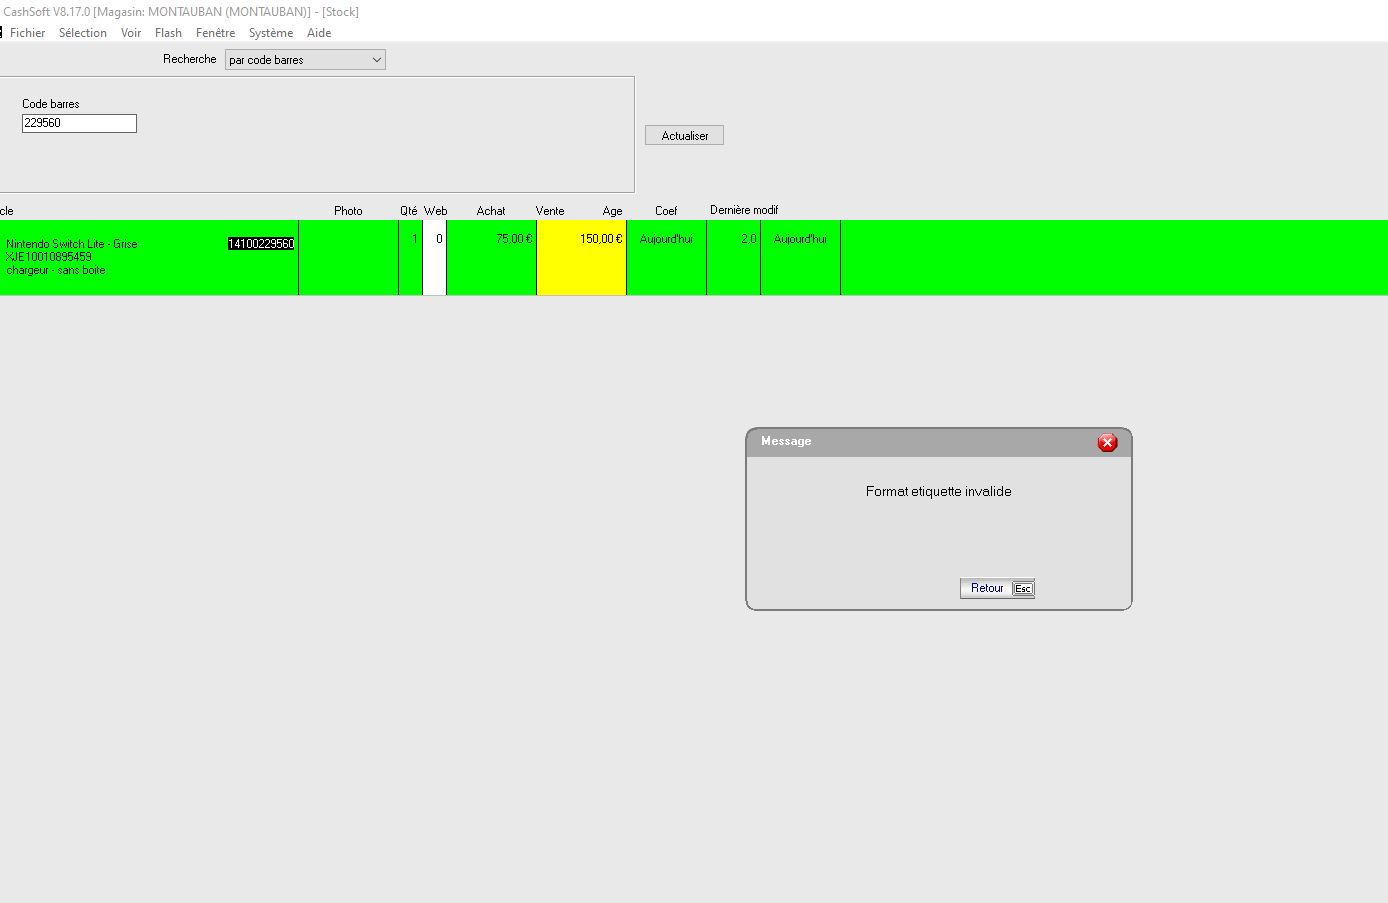 CashSoft V8.17.0 [Magasin: MONTAUBAN (MONTAUBAN)] - [Stock]
Fichier Sélection Voir Flash Fenêtre Système Aide
Recherche par code barres
Code barres
229560
Actualiser
cle Photo Qté Web Achat Vente Age Coef Dernière modif
Nintendo Switch Lite - Grise 14100229560 1 0 75,00 € 150,00 € Aujourd'hui 2,0 Aujourd'hui
XJE10010895459
chargeur - sans boite
Message
Format etiquette invalide
Retour Esc